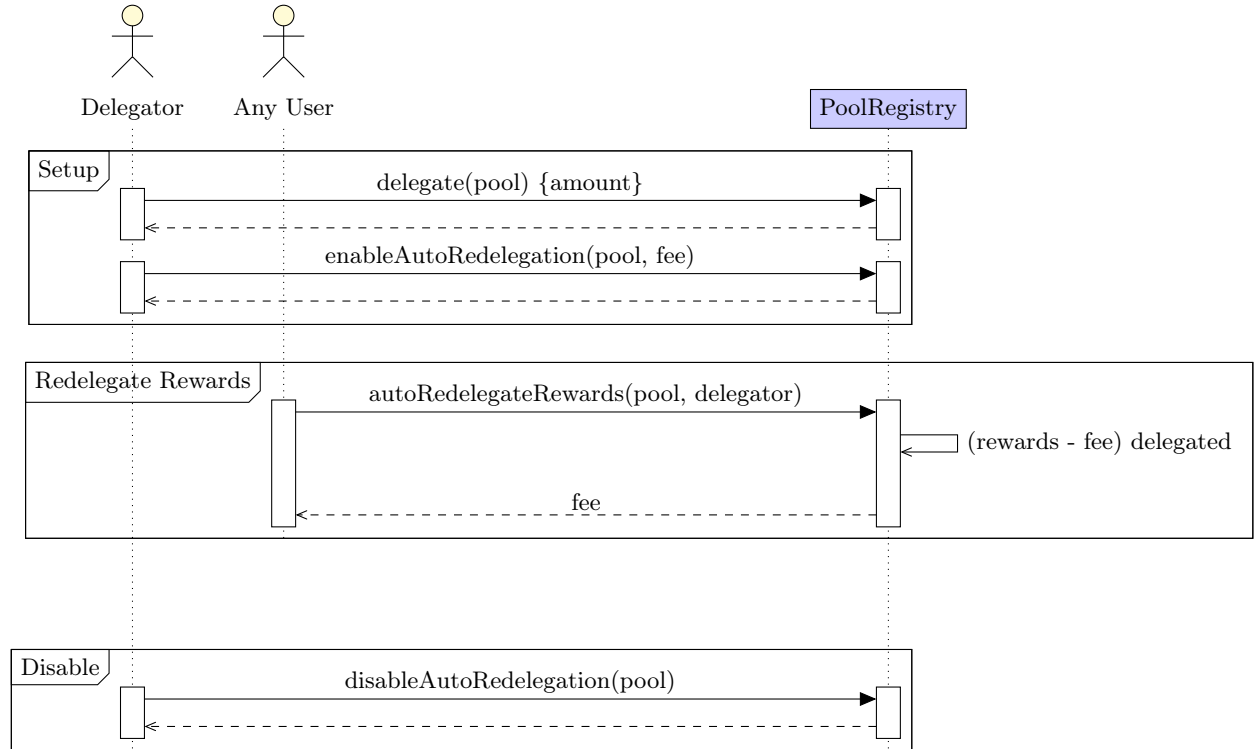 Delegator
Any User
PoolRegistry
Setup
delegate(pool) {amount}
enableAutoRedelegation(pool, fee)
Redelegate Rewards
autoRedelegateRewards(pool, delegator)
(rewards - fee) delegated
fee
Disable
disableAutoRedelegation(pool)